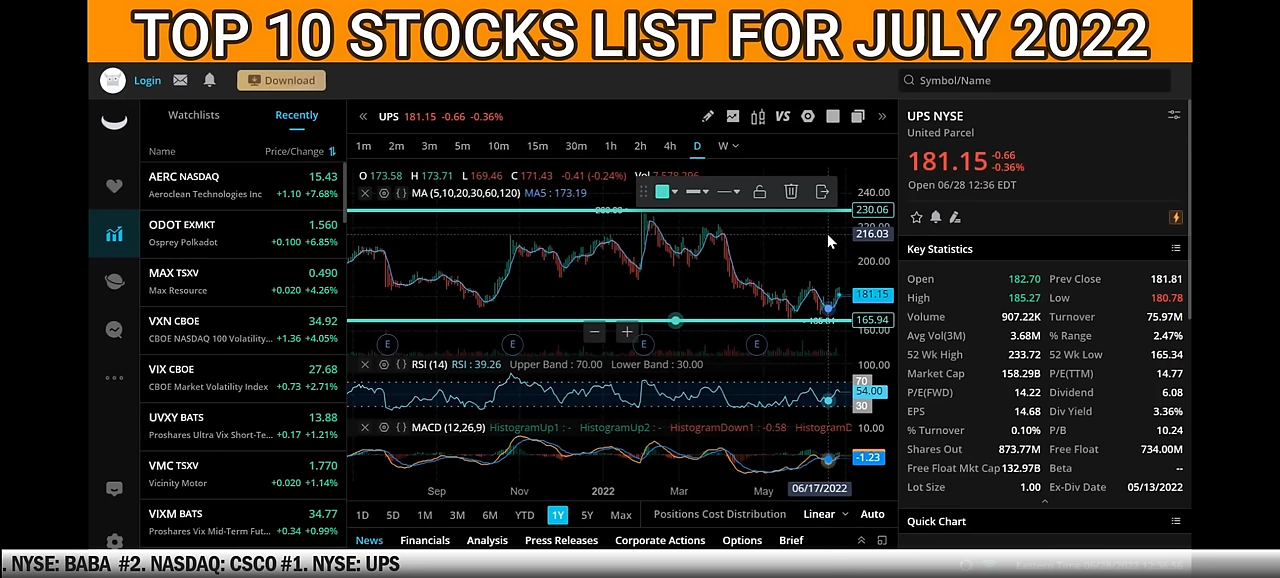 TOP 10 STOCKS LIST FOR JULY 2022
Login Download Symbol/Name
Watchlists Recently
Name Price/Change
AERC NASDAQ 15.43
Aeroclean Technologies Inc +1.10 +7.68%
ODOT EXMKT 1.560
Osprey Polkadot +0.100 +6.85%
MAX TSXV 0.490
Max Resource +0.020 +4.26%
VXN CBOE 34.92
CBOE NASDAQ 100 Volatility... +1.36 +4.05%
VIX CBOE 27.68
CBOE Market Volatility Index +0.73 +2.71%
UVXY BATS 13.88
Proshares Ultra Vix Short-Te... +0.17 +1.21%
VMC TSXV 1.770
Vicinity Motor +0.020 +1.14%
VIXM BATS 34.77
Proshares Vix Mid-Term Fut... +0.34 +0.99%
UPS 181.15 -0.66 -0.36% VS
1m 2m 3m 5m 10m 15m 30m 1h 2h 4h D W
O 173.58 H 173.71 L 169.46 C 171.43 -0.41 (-0.24%) Vol
MA (5,10,20,30,60,120) MA5 : 173.19
240.00
230.06
216.03
200.00
181.15
165.94
160.00
E E E E
100.00
RSI (14) RSI : 39.26 Upper Band : 70.00 Lower Band : 30.00
70
54.00
30
MACD (12,26,9) HistogramUp1 : - HistogramUp2 : - HistogramDown1 : -0.58 HistogramD
10.00
-1.23
Sep Nov 2022 Mar May 06/17/2022
1D 5D 1M 3M 6M YTD 1Y 5Y Max Positions Cost Distribution Linear Auto
News Financials Analysis Press Releases Corporate Actions Options Brief
UPS NYSE
United Parcel
181.15 -0.66
-0.36%
Open 06/28 12:36 EDT
Key Statistics
Open 182.70 Prev Close 181.81
High 185.27 Low 180.78
Volume 907.22K Turnover 75.97M
Avg Vol(3M) 3.68M % Range 2.47%
52 Wk High 233.72 52 Wk Low 165.34
Market Cap 158.29B P/E(TTM) 14.77
P/E(FWD) 14.22 Dividend 6.08
EPS 14.68 Div Yield 3.36%
% Turnover 0.10% P/B 10.24
Shares Out 873.77M Free Float 734.00M
Free Float Mkt Cap 132.97B Beta --
Lot Size 1.00 Ex-Div Date 05/13/2022
Quick Chart
. NYSE: BABA #2. NASDAQ: CSCO #1. NYSE: UPS